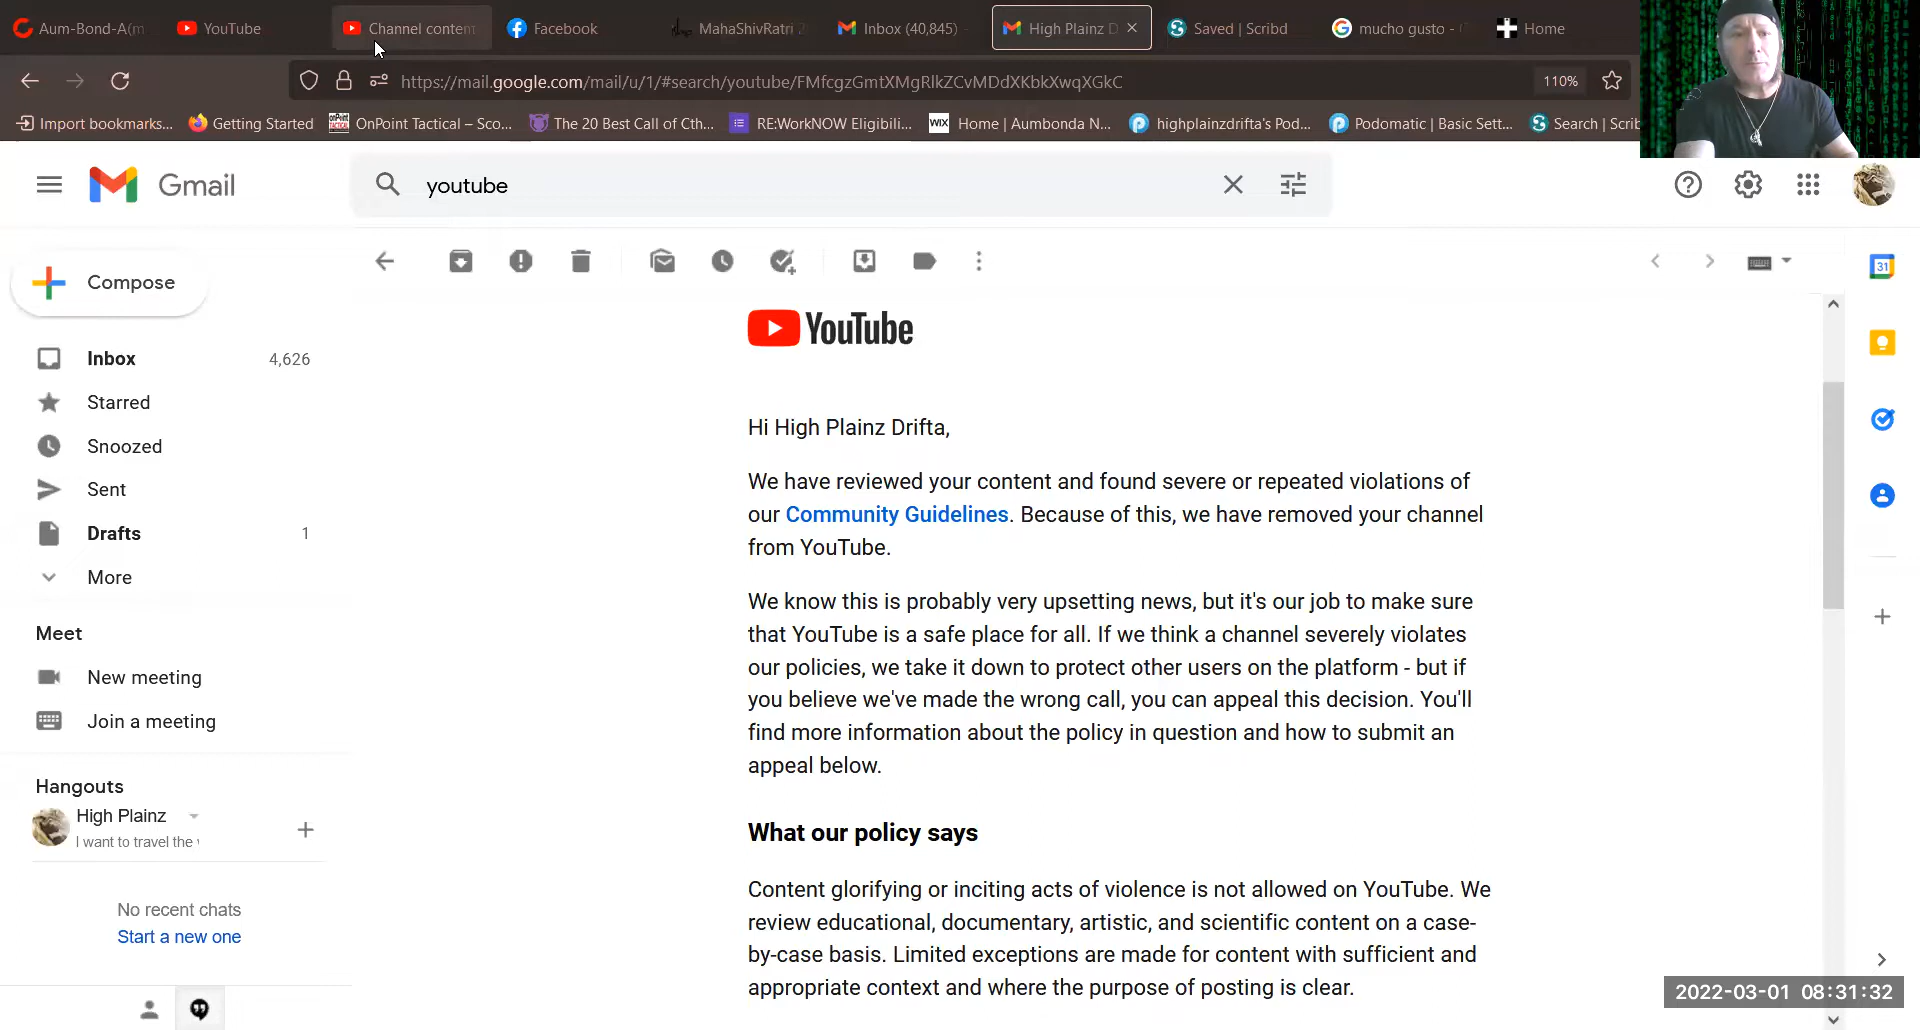 Aum-Bond-A(m
YouTube
Channel content
Facebook
MahaShivRatri
Inbox (40,845)
High Plainz D
Saved | Scribd
mucho gusto -
Home
https://mail.google.com/mail/u/1/#search/youtube/FMfcgzGmtXMgRlkZCvMDdXKbkXwqXGkC
110%
Import bookmarks...
Getting Started
OnPoint Tactical – Sco...
The 20 Best Call of Cth...
RE:WorkNOW Eligibili...
WIX Home | Aumbonda N...
highplainzdrifta's Pod...
Podomatic | Basic Sett...
Search | Scrib
Gmail
youtube
Compose
Inbox 4,626
Starred
Snoozed
Sent
Drafts 1
More
Meet
New meeting
Join a meeting
Hangouts
High Plainz
I want to travel the
No recent chats
Start a new one
31
YouTube
Hi High Plainz Drifta,
We have reviewed your content and found severe or repeated violations of
our Community Guidelines. Because of this, we have removed your channel
from YouTube.
We know this is probably very upsetting news, but it's our job to make sure
that YouTube is a safe place for all. If we think a channel severely violates
our policies, we take it down to protect other users on the platform - but if
you believe we've made the wrong call, you can appeal this decision. You'll
find more information about the policy in question and how to submit an
appeal below.
What our policy says
Content glorifying or inciting acts of violence is not allowed on YouTube. We
review educational, documentary, artistic, and scientific content on a case-
by-case basis. Limited exceptions are made for content with sufficient and
appropriate context and where the purpose of posting is clear.
2022-03-01 08:31:32